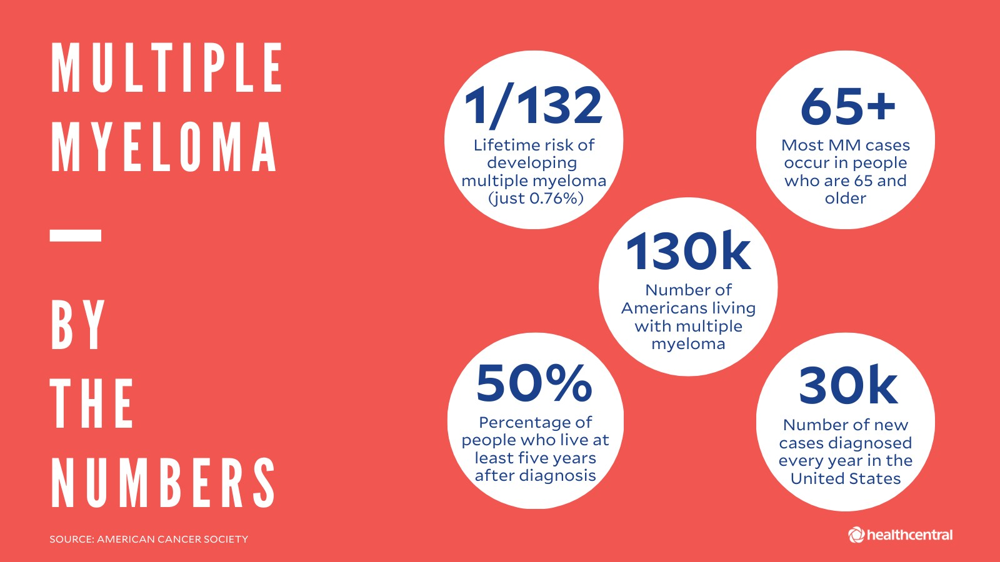 MULTIPLE
MYELOMA
BY
THE
NUMBERS
SOURCE: AMERICAN CANCER SOCIETY
1/132
Lifetime risk of
developing
multiple myeloma
(just 0.76%)
65+
Most MM cases
occur in people
who are 65 and
older
130k
Number of
Americans living
with multiple
myeloma
50%
Percentage of
people who live at
least five years
after diagnosis
30k
Number of new
cases diagnosed
every year in the
United States
healthcentral